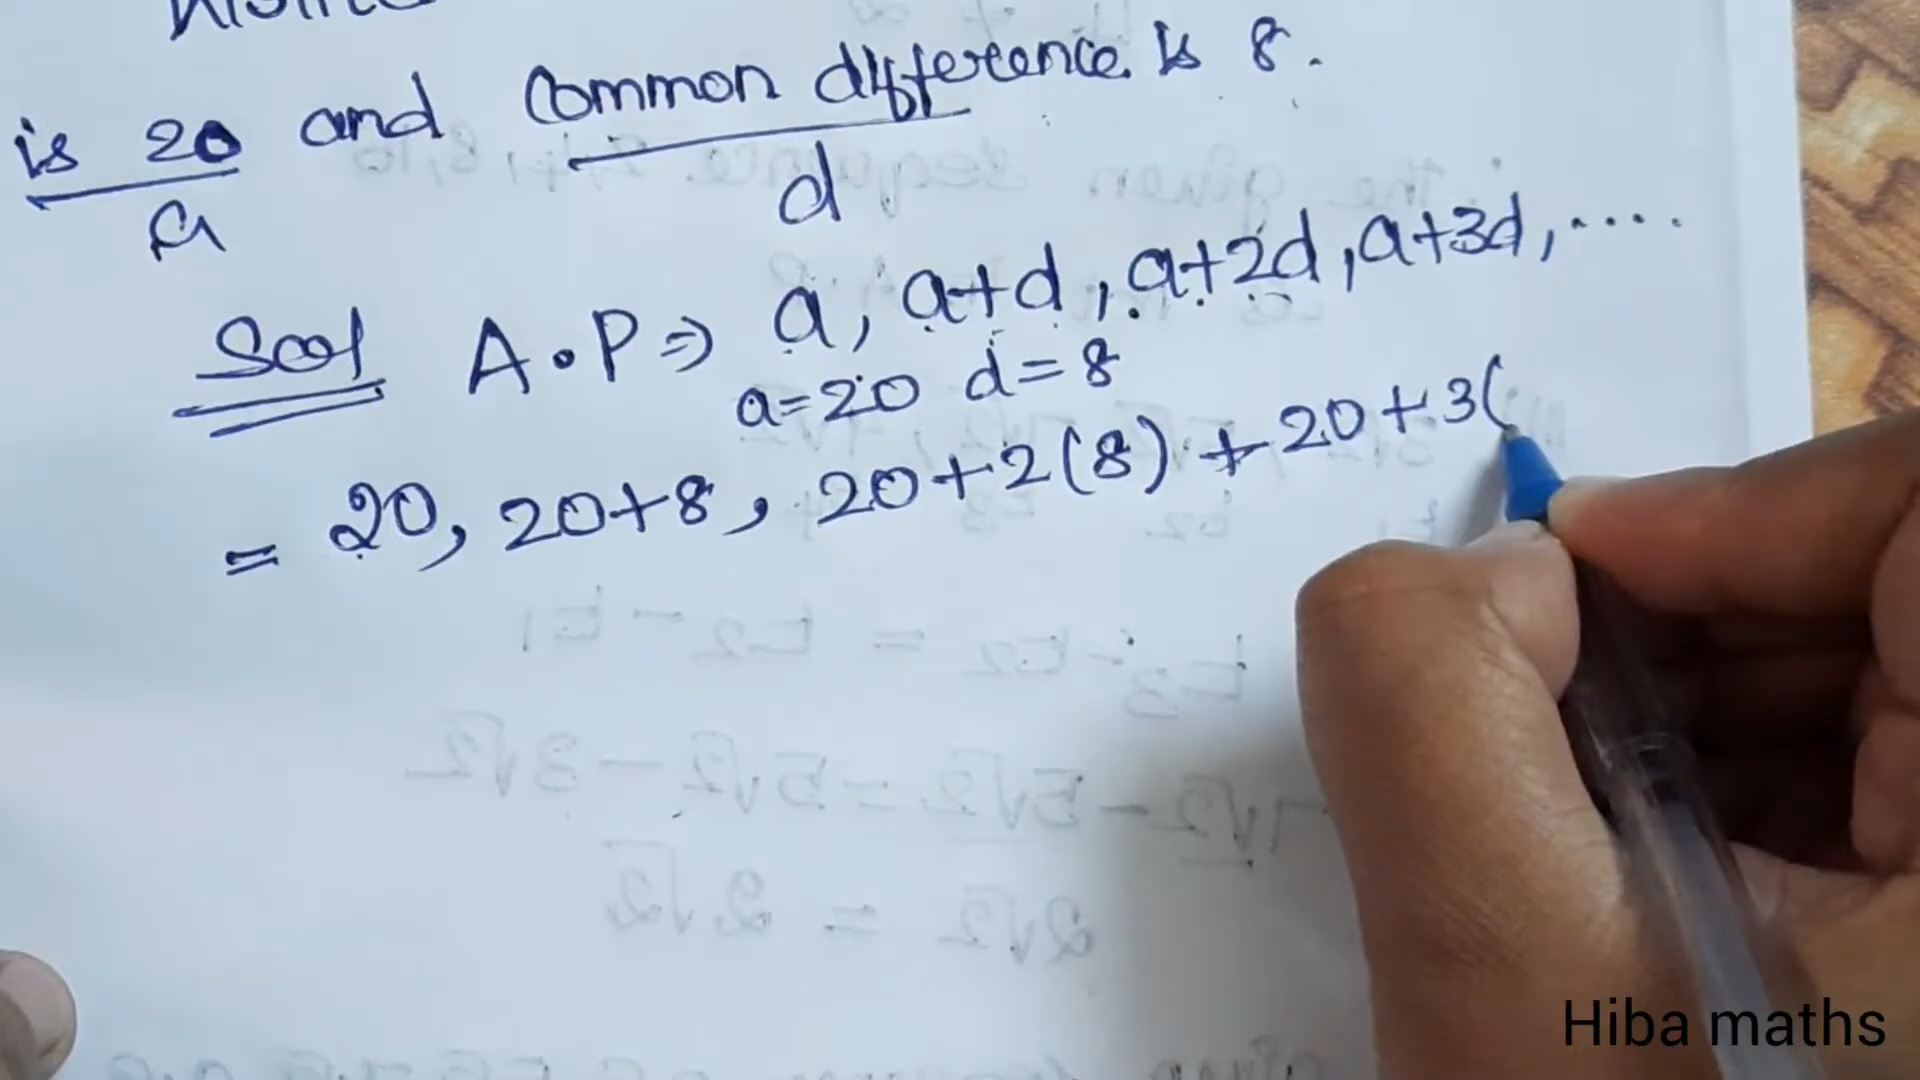 is 20 and Common difference is 8.
a d
Sol A.P ⇒ a, a+d, a+2d, a+3d, ....
a=20 d=8
= 20, 20+8, 20+2(8) + 20+3(
Hiba maths